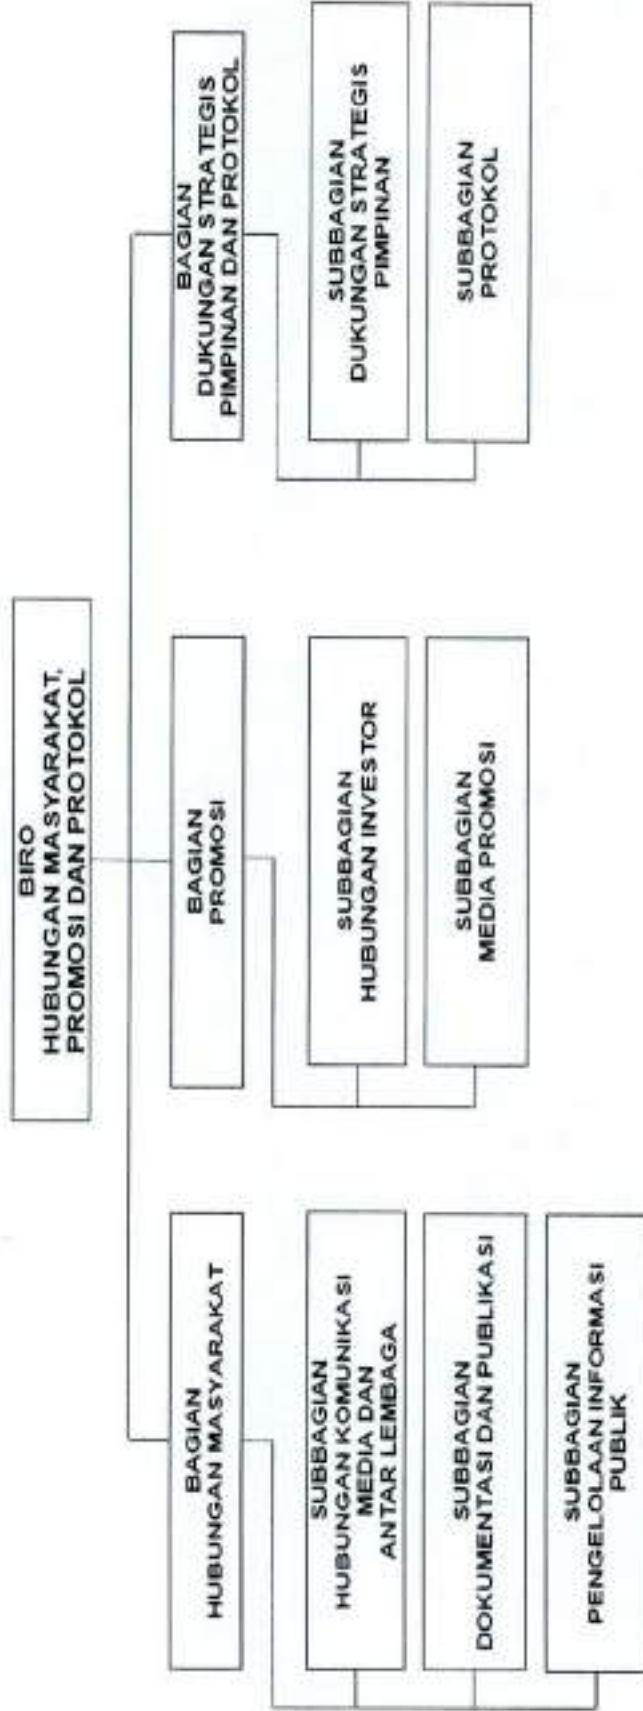 BIRO
HUBUNGAN MASYARAKAT,
PROMOSI DAN PROTOKOL
BAGIAN
HUBUNGAN MASYARAKAT
SUBBAGIAN
HUBUNGAN KOMUNIKASI
MEDIA DAN
ANTAR LEMBAGA
SUBBAGIAN
DOKUMENTASI DAN PUBLIKASI
SUBBAGIAN
PENGELOLAAN INFORMASI
PUBLIK
BAGIAN
PROMOSI
SUBBAGIAN
HUBUNGAN INVESTOR
SUBBAGIAN
MEDIA PROMOSI
BAGIAN
DUKUNGAN STRATEGIS
PIMPINAN DAN PROTOKOL
SUBBAGIAN
DUKUNGAN STRATEGIS
PIMPINAN
SUBBAGIAN
PROTOKOL